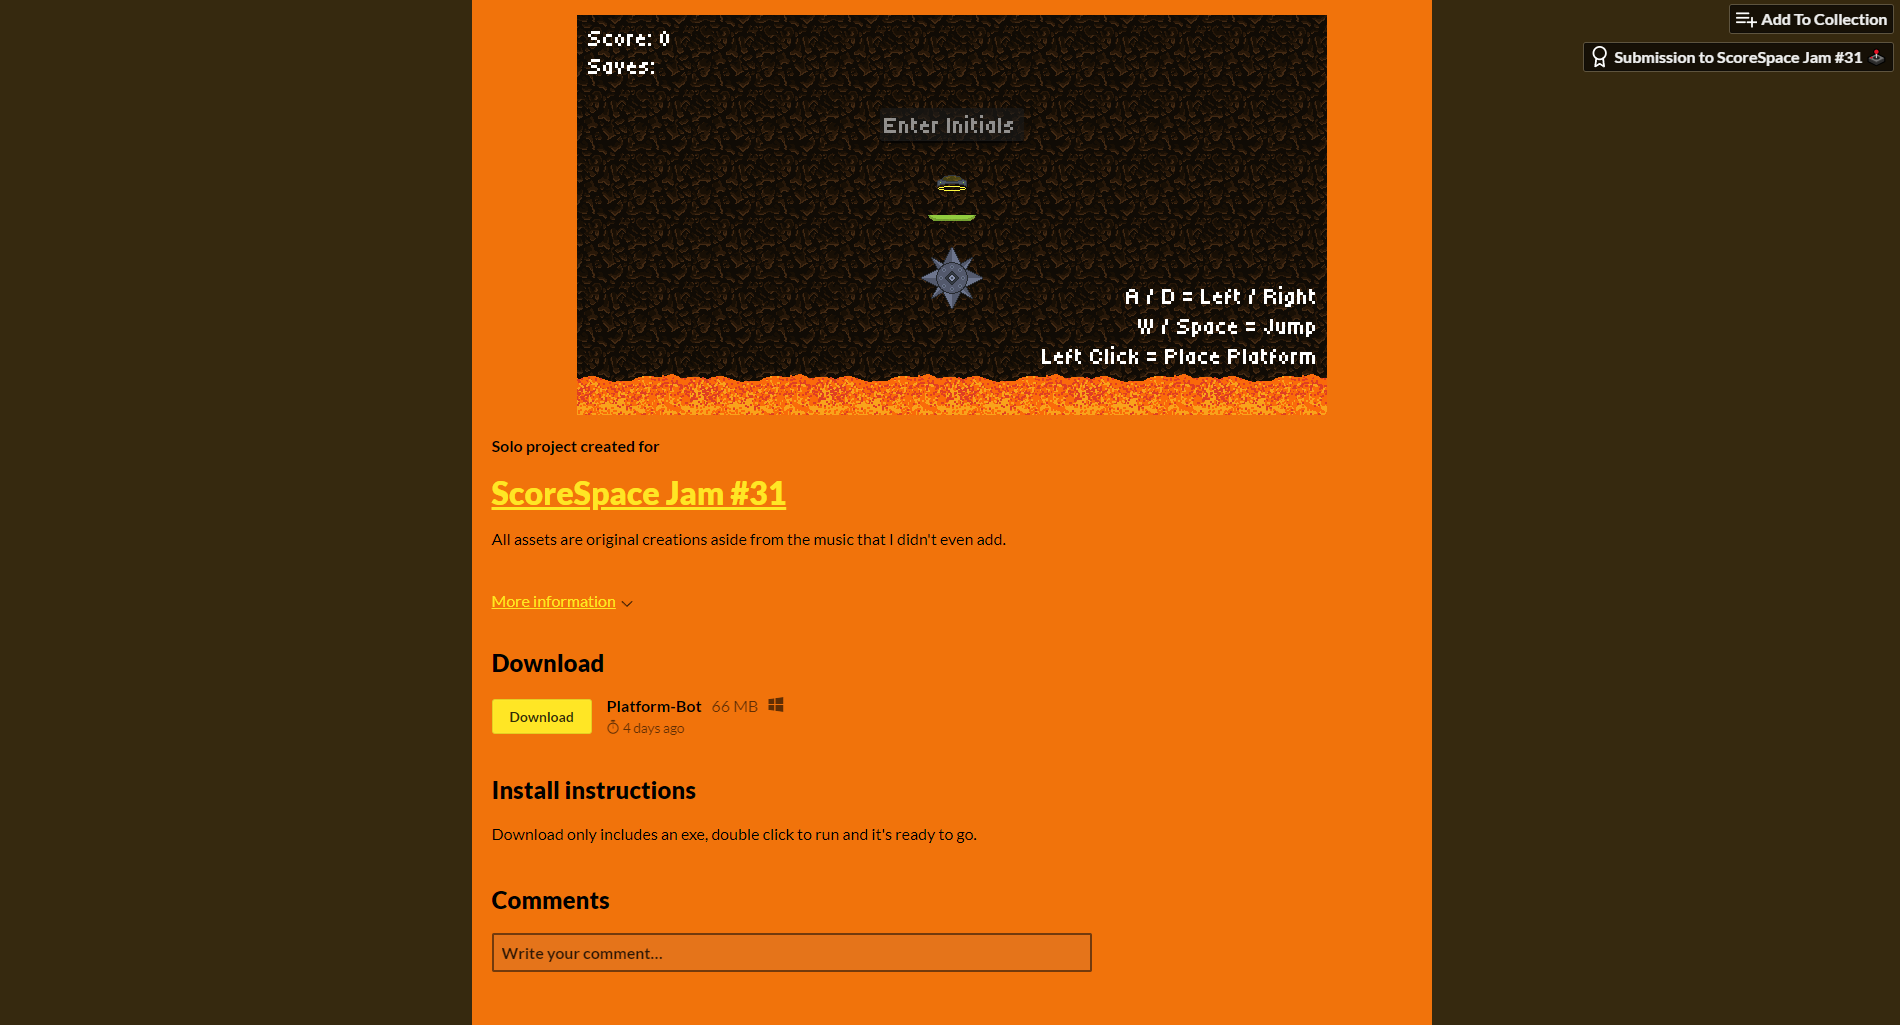 Add To Collection
Submission to ScoreSpace Jam #31
Score: 0
Saves:
Enter Initials
A / D = Left / Right
W / Space = Jump
Left Click = Place Platform
Solo project created for
ScoreSpace Jam #31
All assets are original creations aside from the music that I didn't even add.
More information
Download
Download
Platform-Bot 66 MB
4 days ago
Install instructions
Download only includes an exe, double click to run and it's ready to go.
Comments
Write your comment...